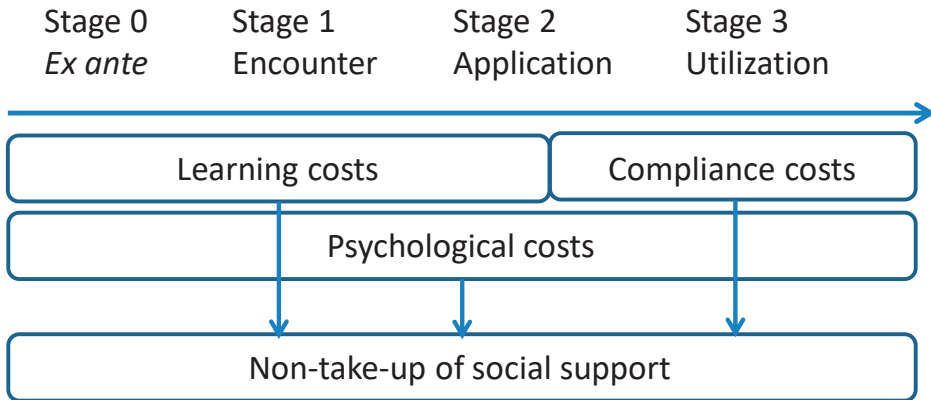 Stage 0 Stage 1 Stage 2 Stage 3
Ex ante Encounter Application Utilization
Learning costs Compliance costs
Psychological costs
Non-take-up of social support